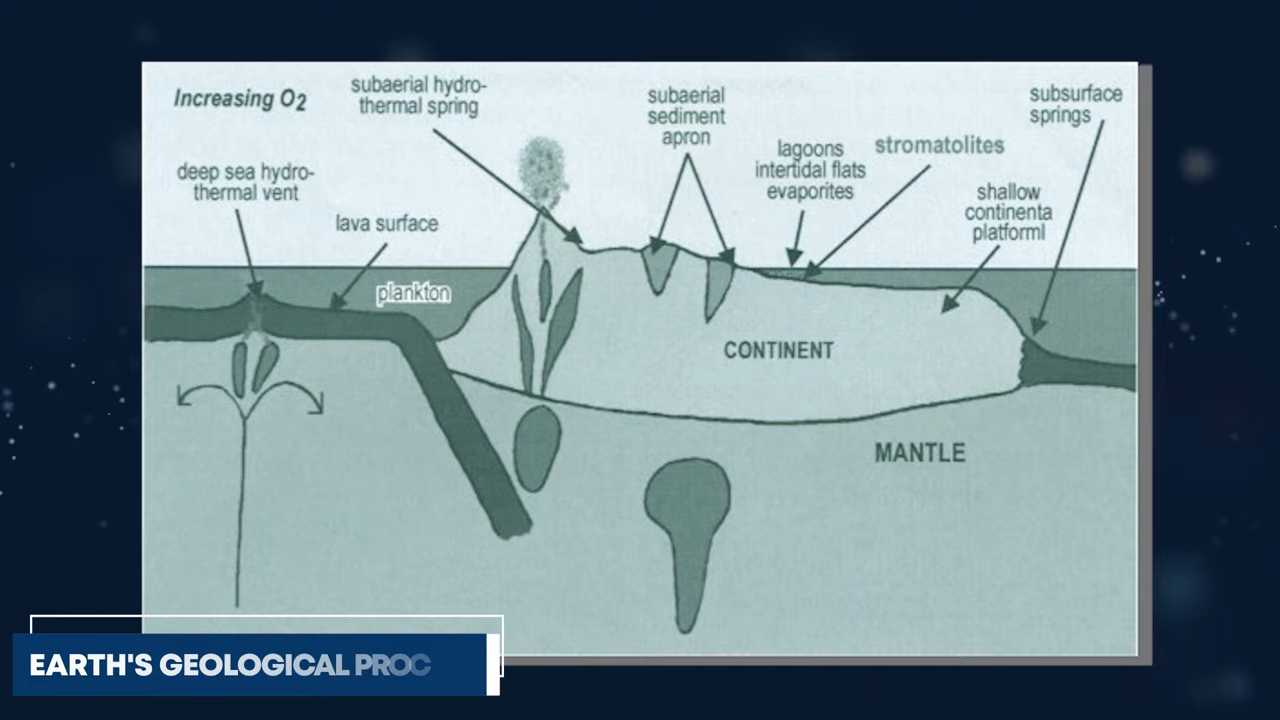 Increasing O2
subaerial hydro-
thermal spring
subaerial
sediment
apron
subsurface
springs
deep sea hydro-
thermal vent
lava surface
lagoons
intertidal flats
evaporites
stromatolites
shallow
continenta
platforml
plankton
CONTINENT
MANTLE
EARTH'S GEOLOGICAL PROC